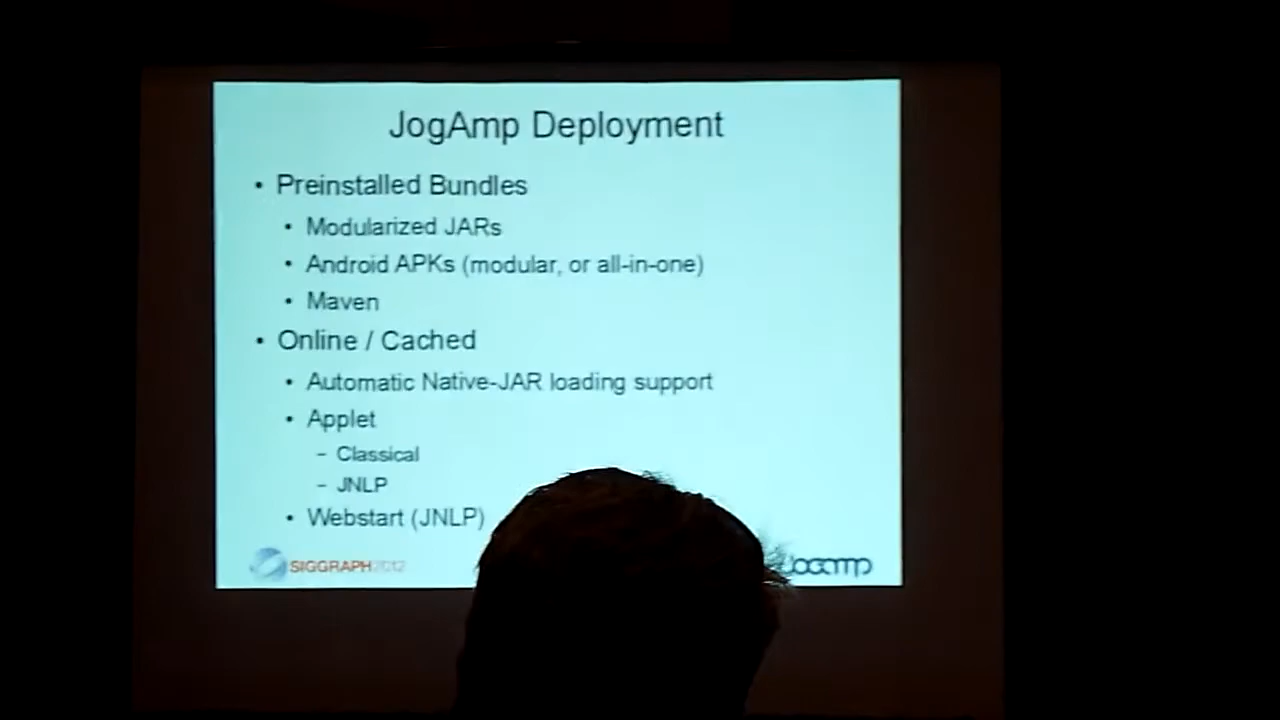 JogAmp Deployment
• Preinstalled Bundles
• Modularized JARs
• Android APKs (modular, or all-in-one)
• Maven
• Online / Cached
• Automatic Native-JAR loading support
• Applet
– Classical
– JNLP
• Webstart (JNLP)
SIGGRAPH2012
Jogamp